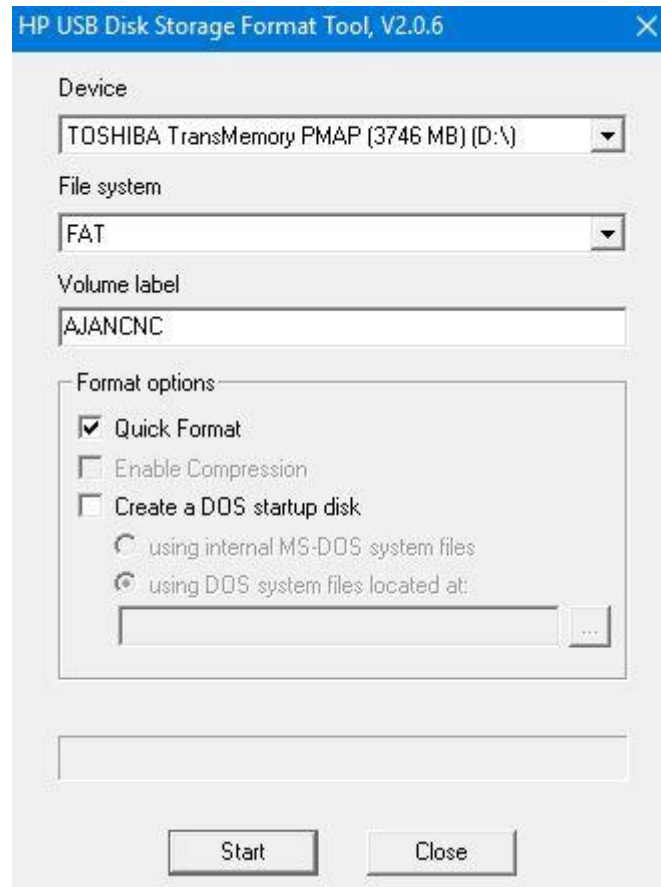 HP USB Disk Storage Format Tool, V2.0.6
Device
TOSHIBA TransMemory PMAP (3746 MB) (D:\)
File system
FAT
Volume label
AJANCNC
Format options
Quick Format
Enable Compression
Create a DOS startup disk
using internal MS-DOS system files
using DOS system files located at:
...
Start Close